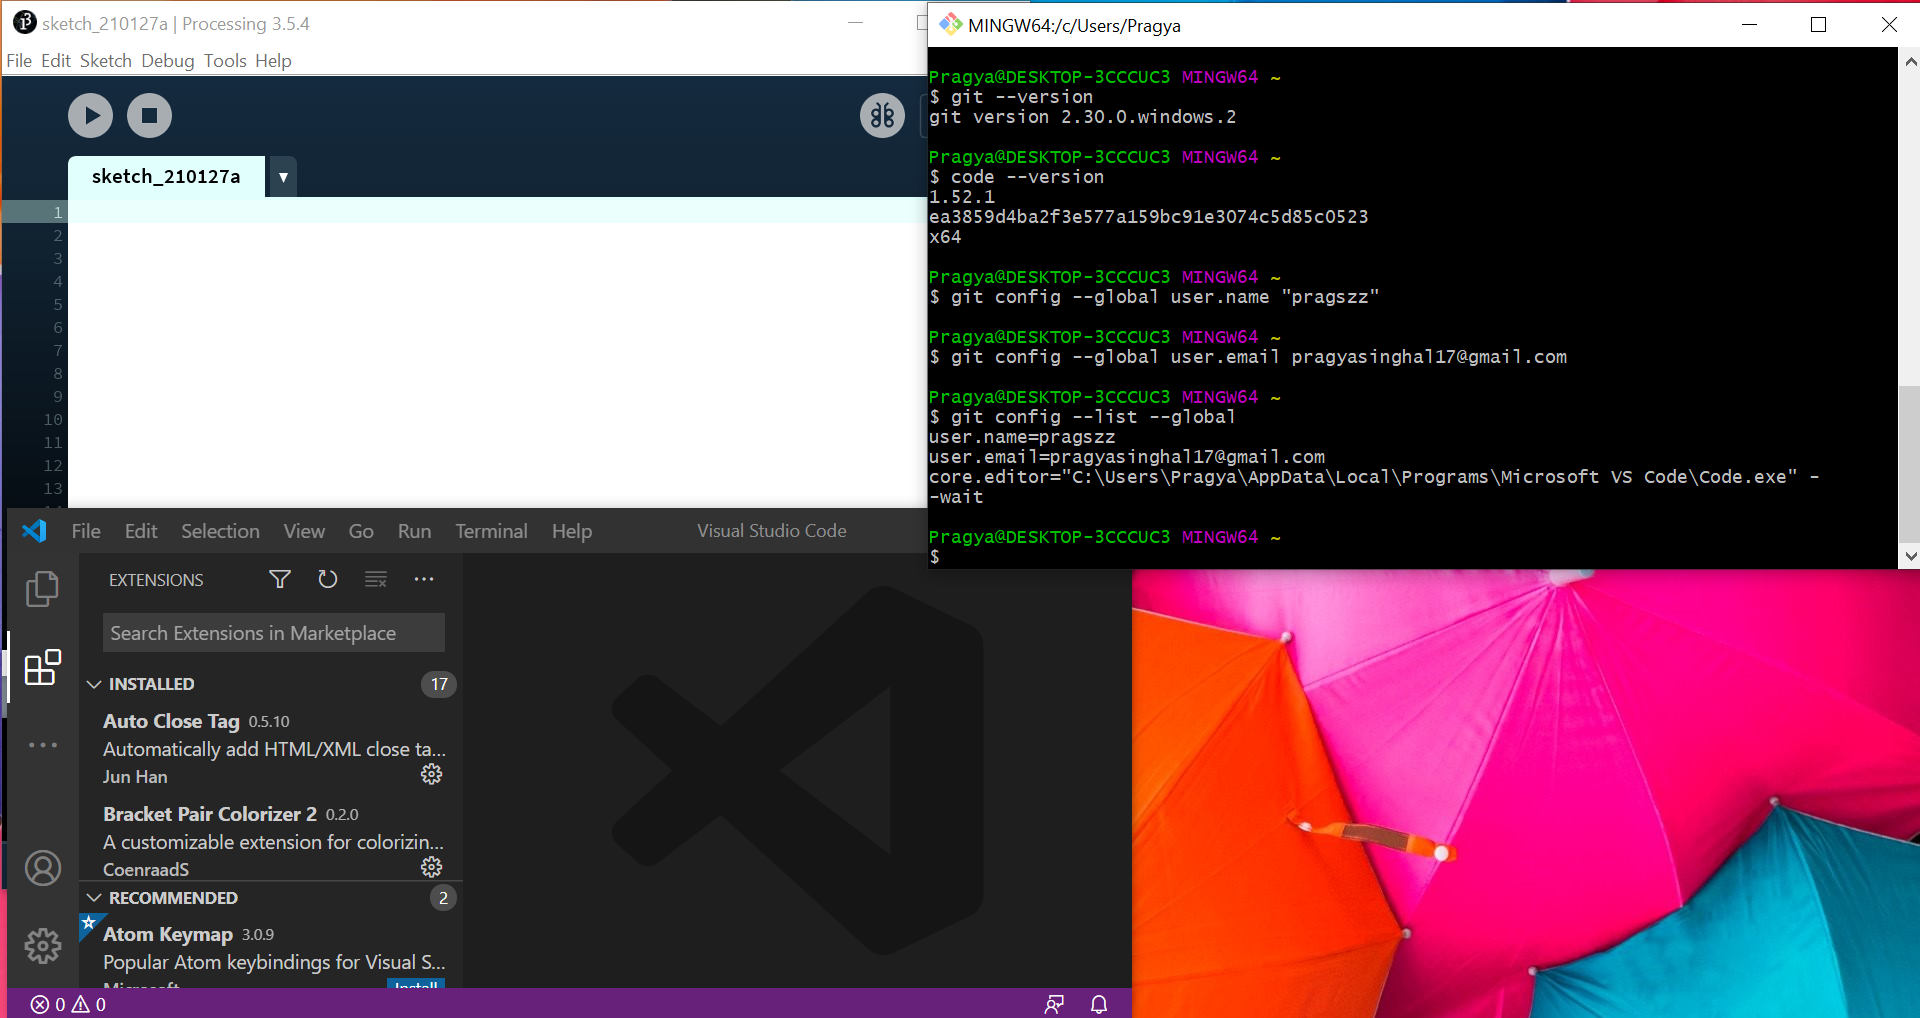 sketch_210127a | Processing 3.5.4
File Edit Sketch Debug Tools Help
sketch_210127a
1
2
3
4
5
6
7
8
9
10
11
12
13
MINGW64:/c/Users/Pragya
Pragya@DESKTOP-3CCCUC3 MINGW64 ~
$ git --version
git version 2.30.0.windows.2
Pragya@DESKTOP-3CCCUC3 MINGW64 ~
$ code --version
1.52.1
ea3859d4ba2f3e577a159bc91e3074c5d85c0523
x64
Pragya@DESKTOP-3CCCUC3 MINGW64 ~
$ git config --global user.name "pragszz"
Pragya@DESKTOP-3CCCUC3 MINGW64 ~
$ git config --global user.email pragyasinghal17@gmail.com
Pragya@DESKTOP-3CCCUC3 MINGW64 ~
$ git config --list --global
user.name=pragszz
user.email=pragyasinghal17@gmail.com
core.editor="C:\Users\Pragya\AppData\Local\Programs\Microsoft VS Code\Code.exe" -
-wait
Pragya@DESKTOP-3CCCUC3 MINGW64 ~
$
File Edit Selection View Go Run Terminal Help Visual Studio Code
EXTENSIONS
Search Extensions in Marketplace
INSTALLED 17
Auto Close Tag 0.5.10
Automatically add HTML/XML close ta...
Jun Han
Bracket Pair Colorizer 2 0.2.0
A customizable extension for colorizin...
CoenraadS
RECOMMENDED 2
Atom Keymap 3.0.9
Popular Atom keybindings for Visual S...
Microsoft Install
0 0